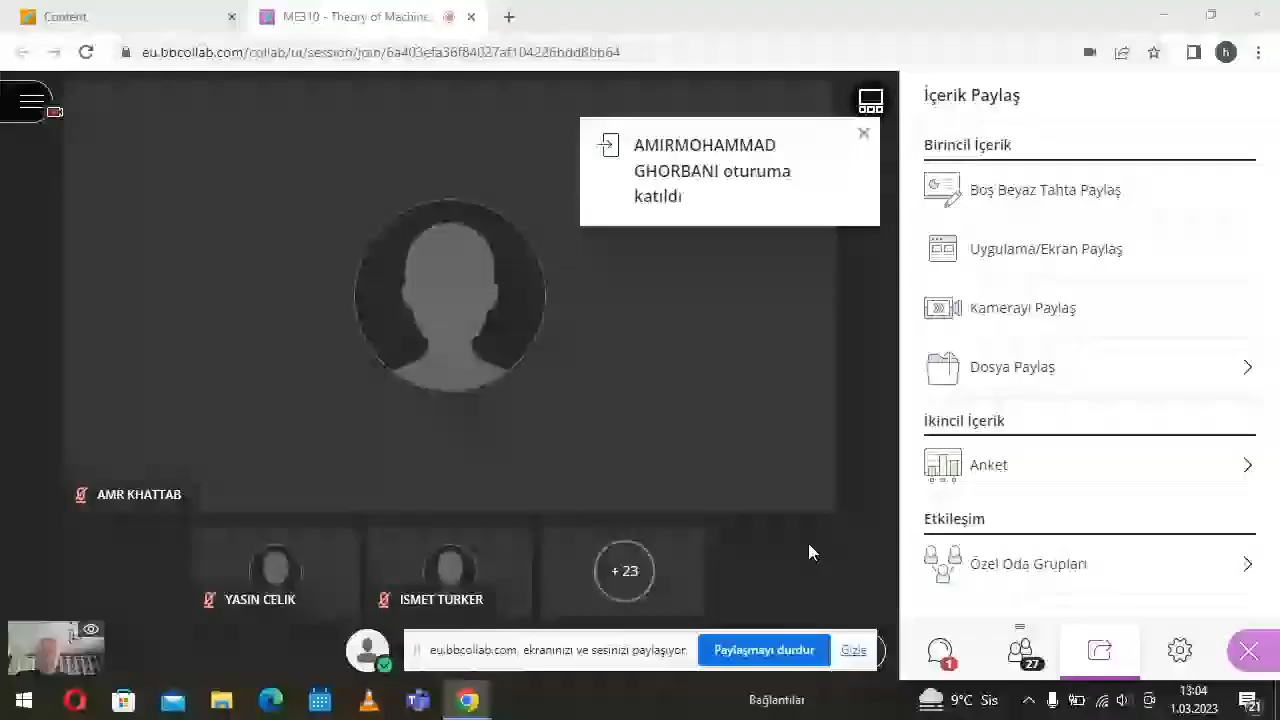 Content
ME310 - Theory of Machine
eu.bbcollab.com/collab/ui/session/join/
h
İçerik Paylaş
AMIRMOHAMMAD
GHORBANI oturuma
katıldı
Birincil İçerik
Boş Beyaz Tahta Paylaş
Uygulama/Ekran Paylaş
Kamerayı Paylaş
Dosya Paylaş
İkincil İçerik
Anket
Etkileşim
Özel Oda Grupları
AMR KHATTAB
+ 23
YASIN CELIK
ISMET TURKER
eu.bbcollab.com, ekranınızı ve sesinizi paylaşıyor.
Paylaşmayı durdur
Gizle
1
27
Bağlantılar
9°C Sis
13:04
1.03.2023
21